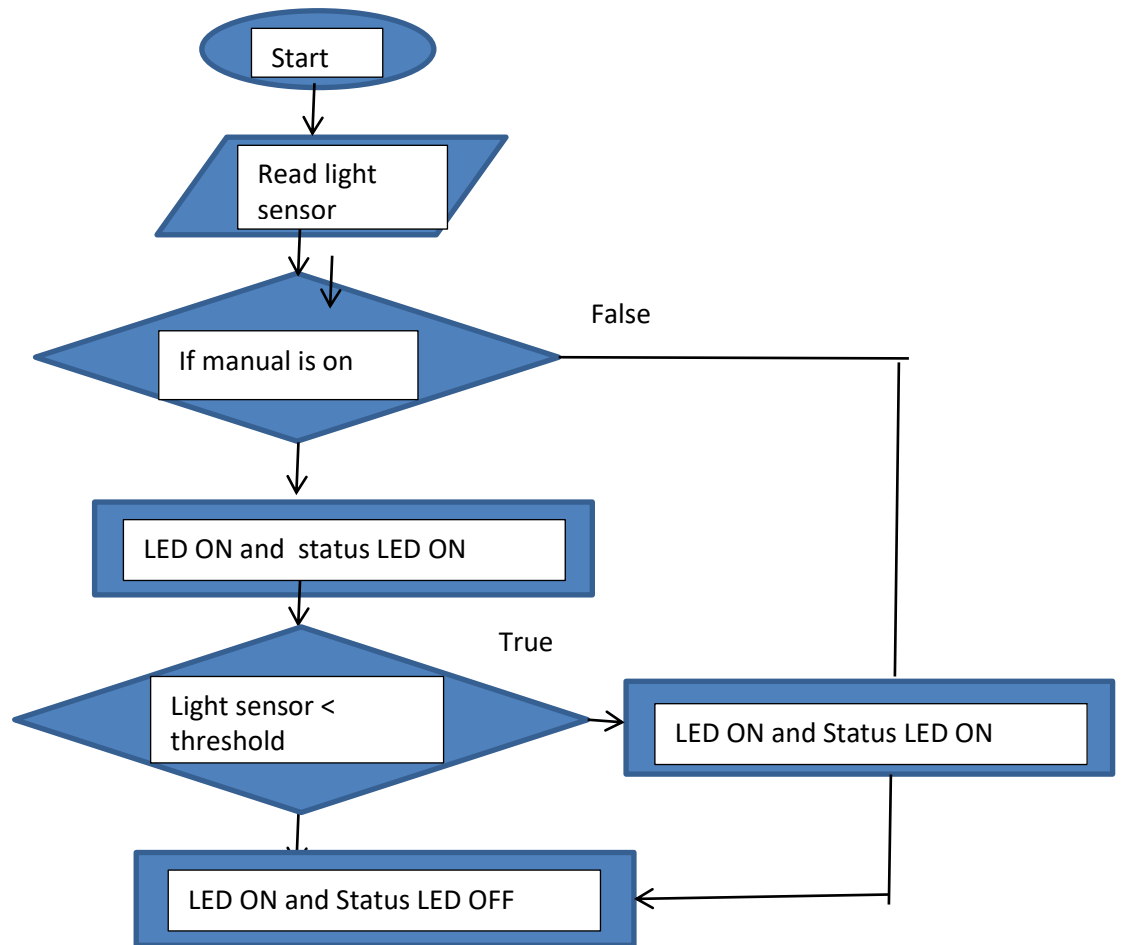 Start
Read light
sensor
False
If manual is on
LED ON and  status LED ON
True
Light sensor <
threshold
LED ON and Status LED ON
LED ON and Status LED OFF